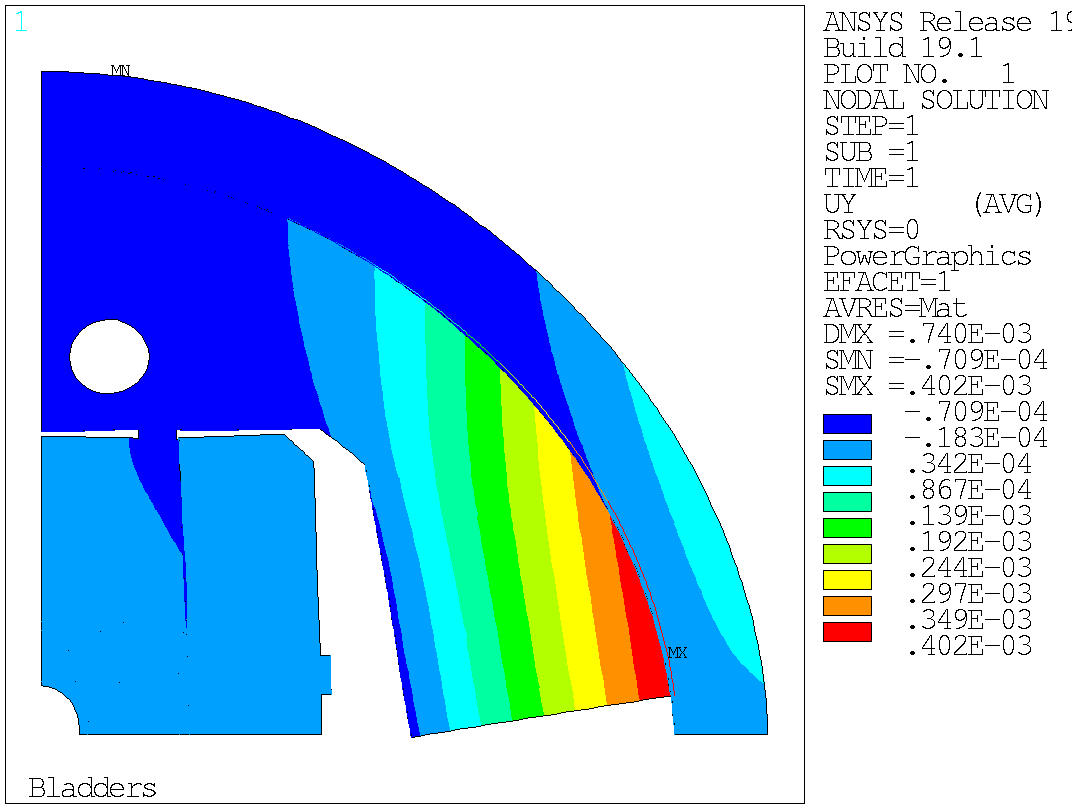 1
ANSYS Release 19
Build 19.1
PLOT NO.   1
NODAL SOLUTION
STEP=1
SUB =1
TIME=1
UY       (AVG)
RSYS=0
PowerGraphics
EFACET=1
AVRES=Mat
DMX =.740E-03
SMN =-.709E-04
SMX =.402E-03
-.709E-04
-.183E-04
.342E-04
.867E-04
.139E-03
.192E-03
.244E-03
.297E-03
.349E-03
.402E-03
MN
MX
Bladders